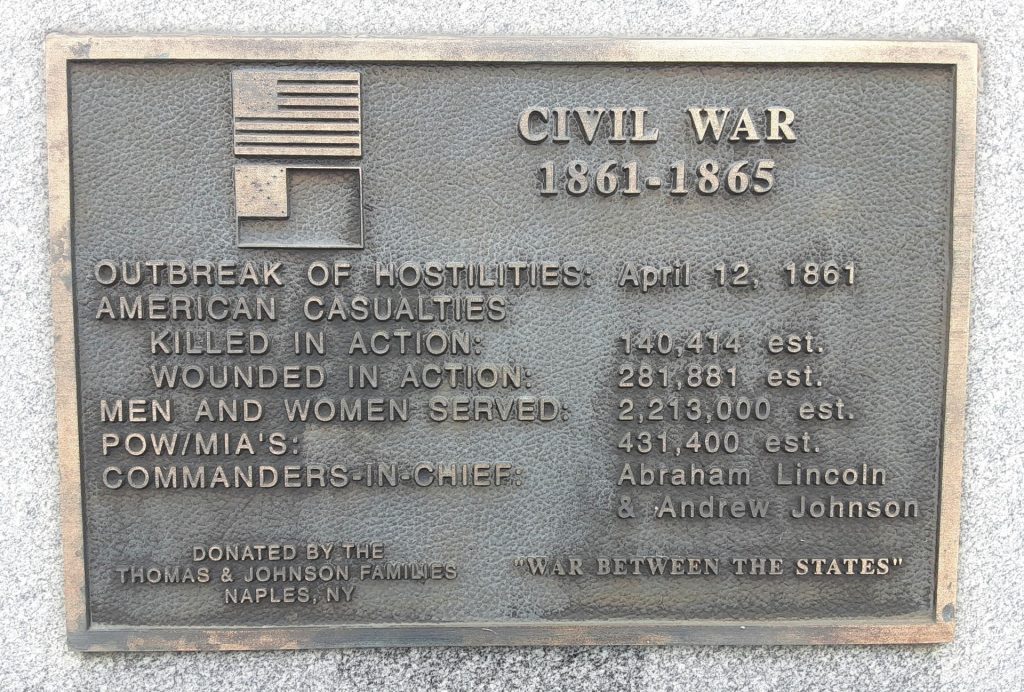 CIVIL WAR
1861-1865
OUTBREAK OF HOSTILITIES: April 12, 1861
AMERICAN CASUALTIES
KILLED IN ACTION: 140,414 est.
WOUNDED IN ACTION: 281,881 est.
MEN AND WOMEN SERVED: 2,213,000 est.
POW/MIA'S: 431,400 est.
COMMANDERS-IN-CHIEF: Abraham Lincoln
& Andrew Johnson
DONATED BY THE
THOMAS & JOHNSON FAMILIES
NAPLES, NY
"WAR BETWEEN THE STATES"